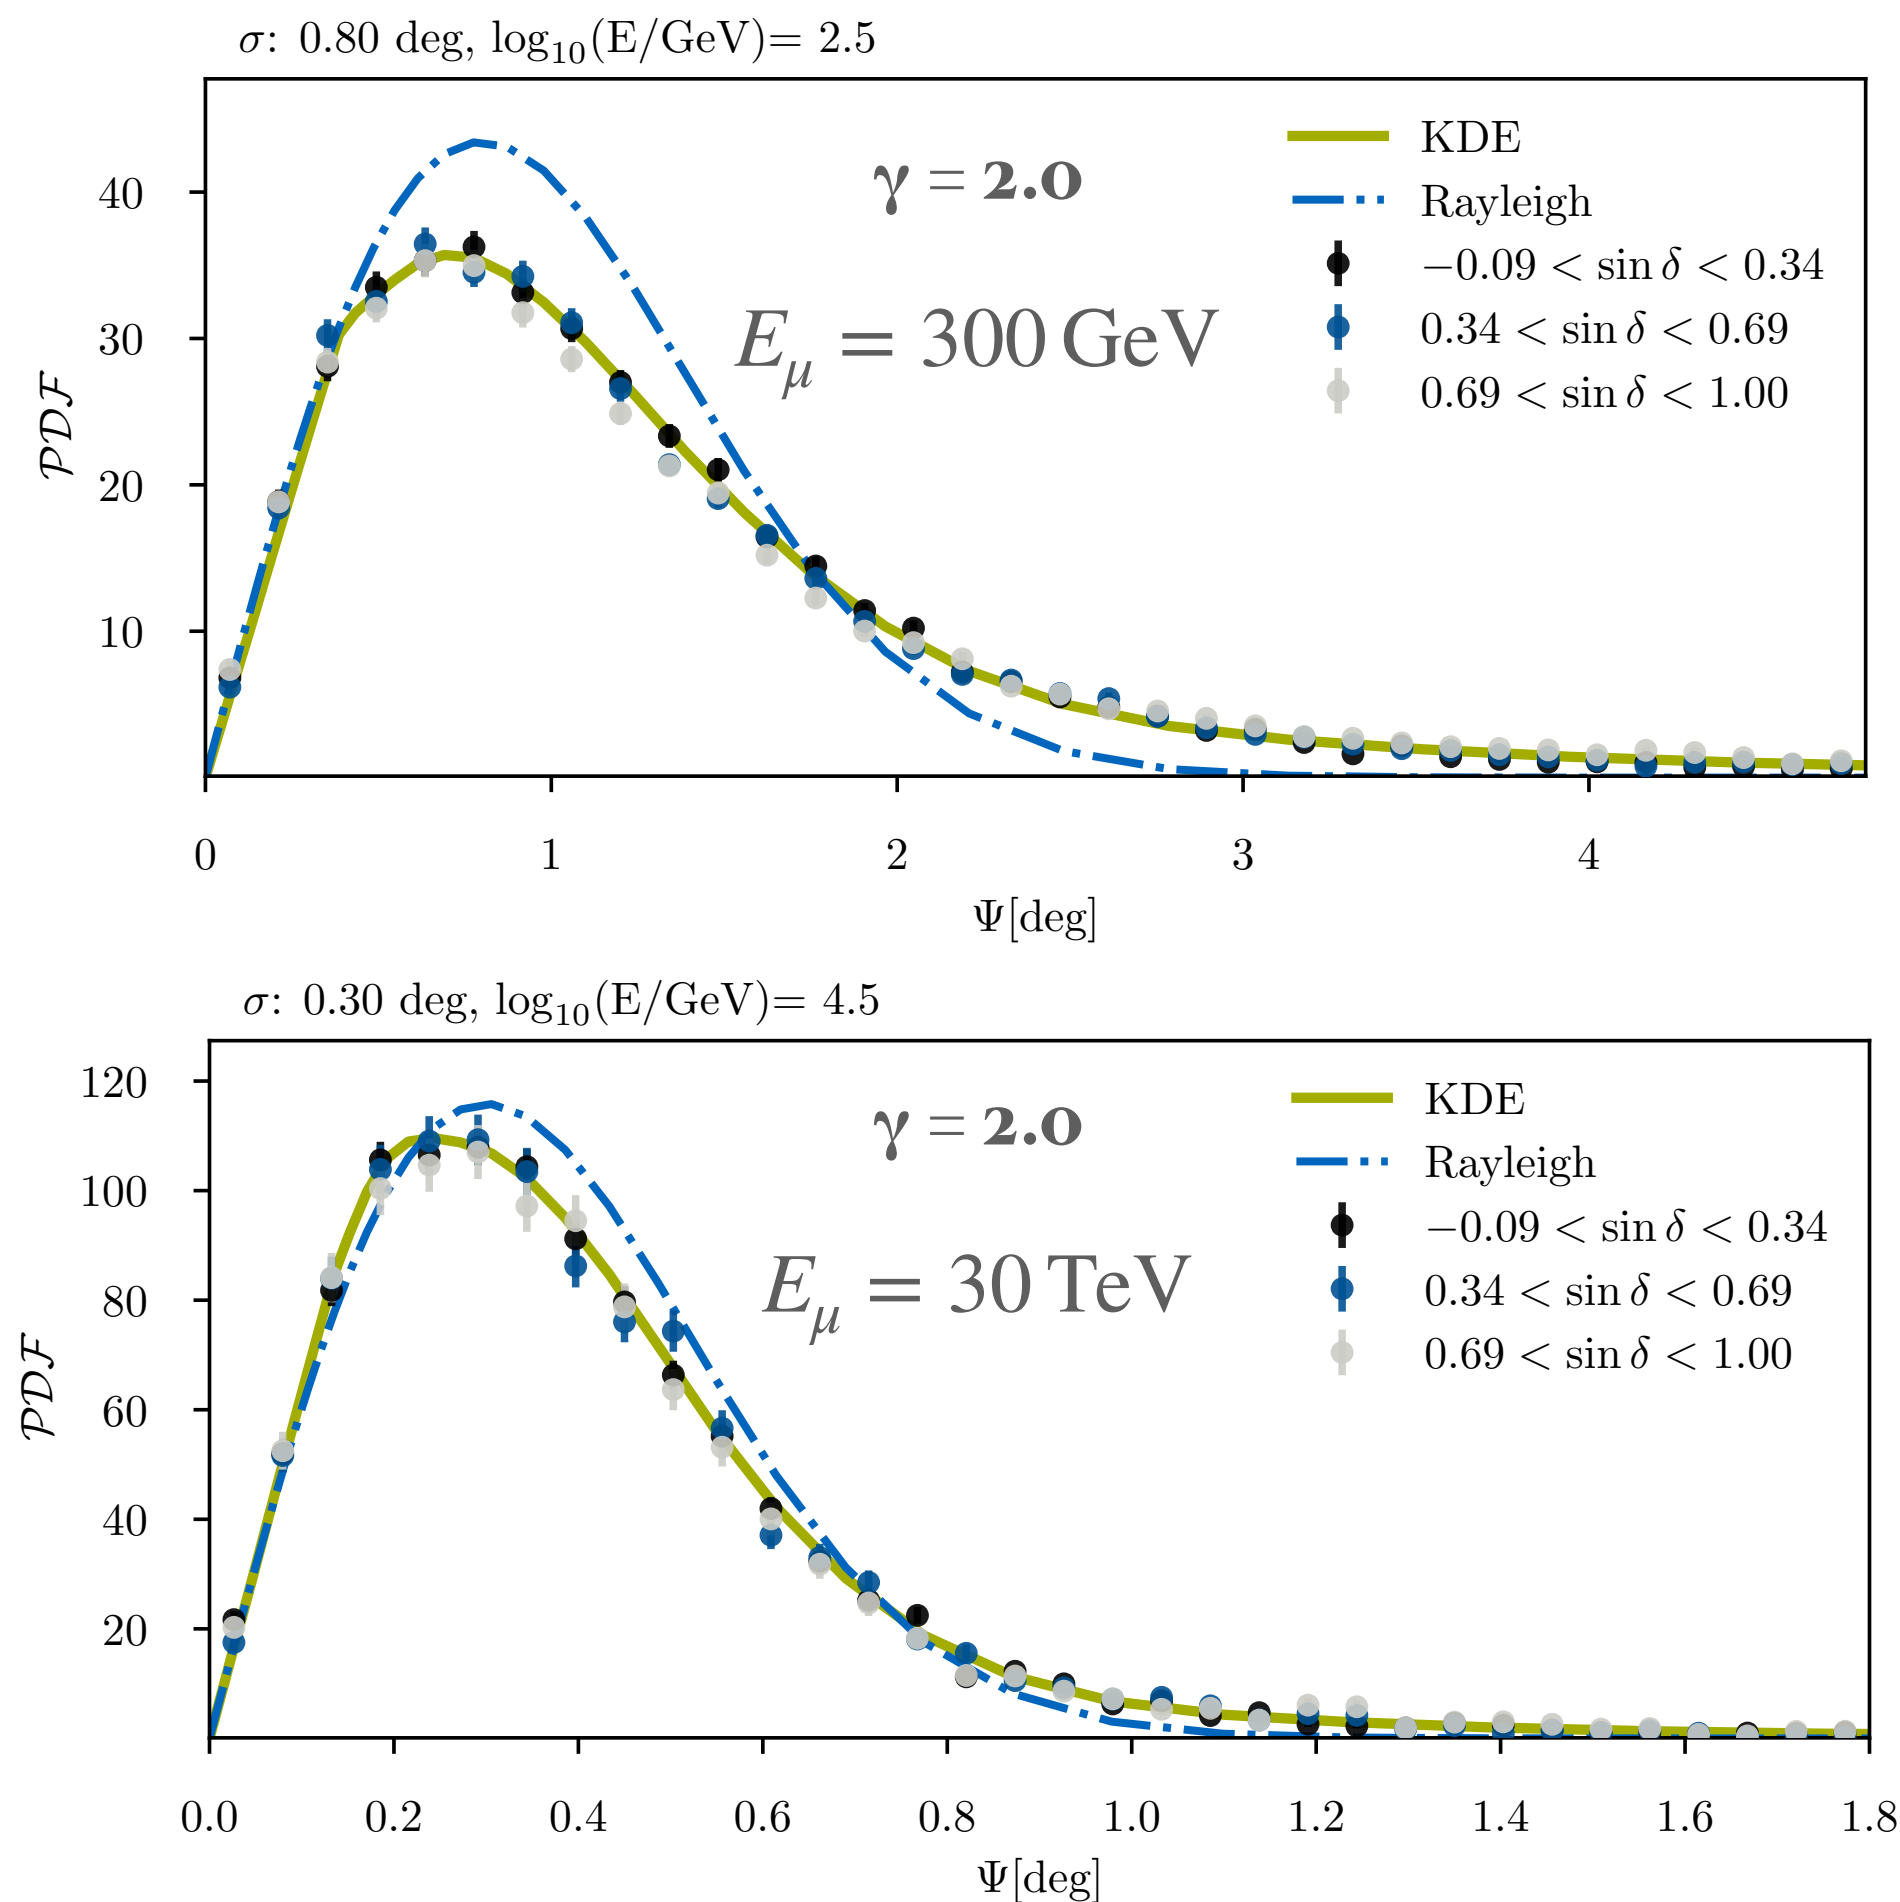 σ: 0.80 deg, log₁₀(E/GeV)= 2.5
γ = 2.0
E_μ = 300 GeV
KDE
Rayleigh
−0.09 < sin δ < 0.34
0.34 < sin δ < 0.69
0.69 < sin δ < 1.00
40
30
20
10
PDF
0 1 2 3 4
Ψ[deg]
σ: 0.30 deg, log₁₀(E/GeV)= 4.5
γ = 2.0
E_μ = 30 TeV
KDE
Rayleigh
−0.09 < sin δ < 0.34
0.34 < sin δ < 0.69
0.69 < sin δ < 1.00
120
100
80
60
40
20
PDF
0.0 0.2 0.4 0.6 0.8 1.0 1.2 1.4 1.6 1.8
Ψ[deg]